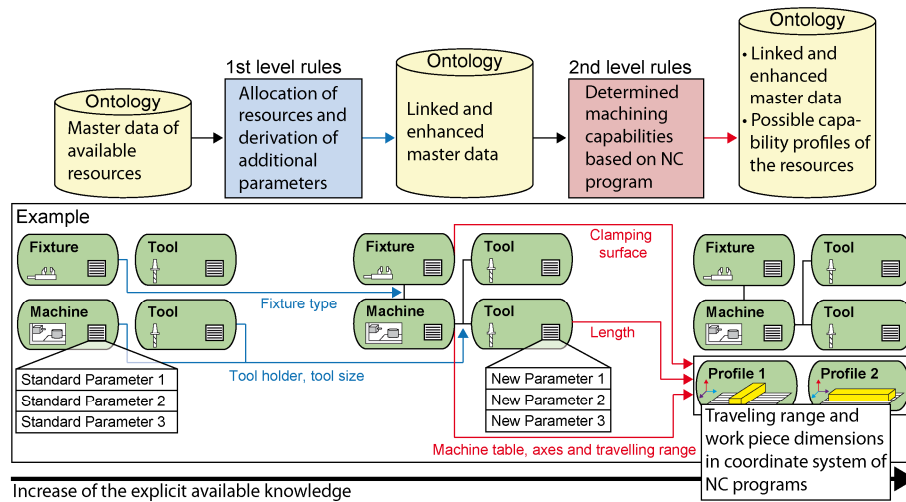 Ontology
Master data of
available
resources
1st level rules
Allocation of
resources and
derivation of
additional
parameters
Ontology
Linked and
enhanced
master data
2nd level rules
Determined
machining
capabilities
based on NC
program
Ontology
• Linked and
enhanced
master data
• Possible capa-
bility profiles of
the resources
Example
Fixture
Tool
Machine
Tool
Standard Parameter 1
Standard Parameter 2
Standard Parameter 3
Fixture type
Tool holder, tool size
Fixture
Tool
Machine
Tool
New Parameter 1
New Parameter 2
New Parameter 3
Clamping
surface
Length
Machine table, axes and travelling range
Fixture
Tool
Machine
Tool
Profile 1
Profile 2
Traveling range and
work piece dimensions
in coordinate system of
NC programs
Increase of the explicit available knowledge